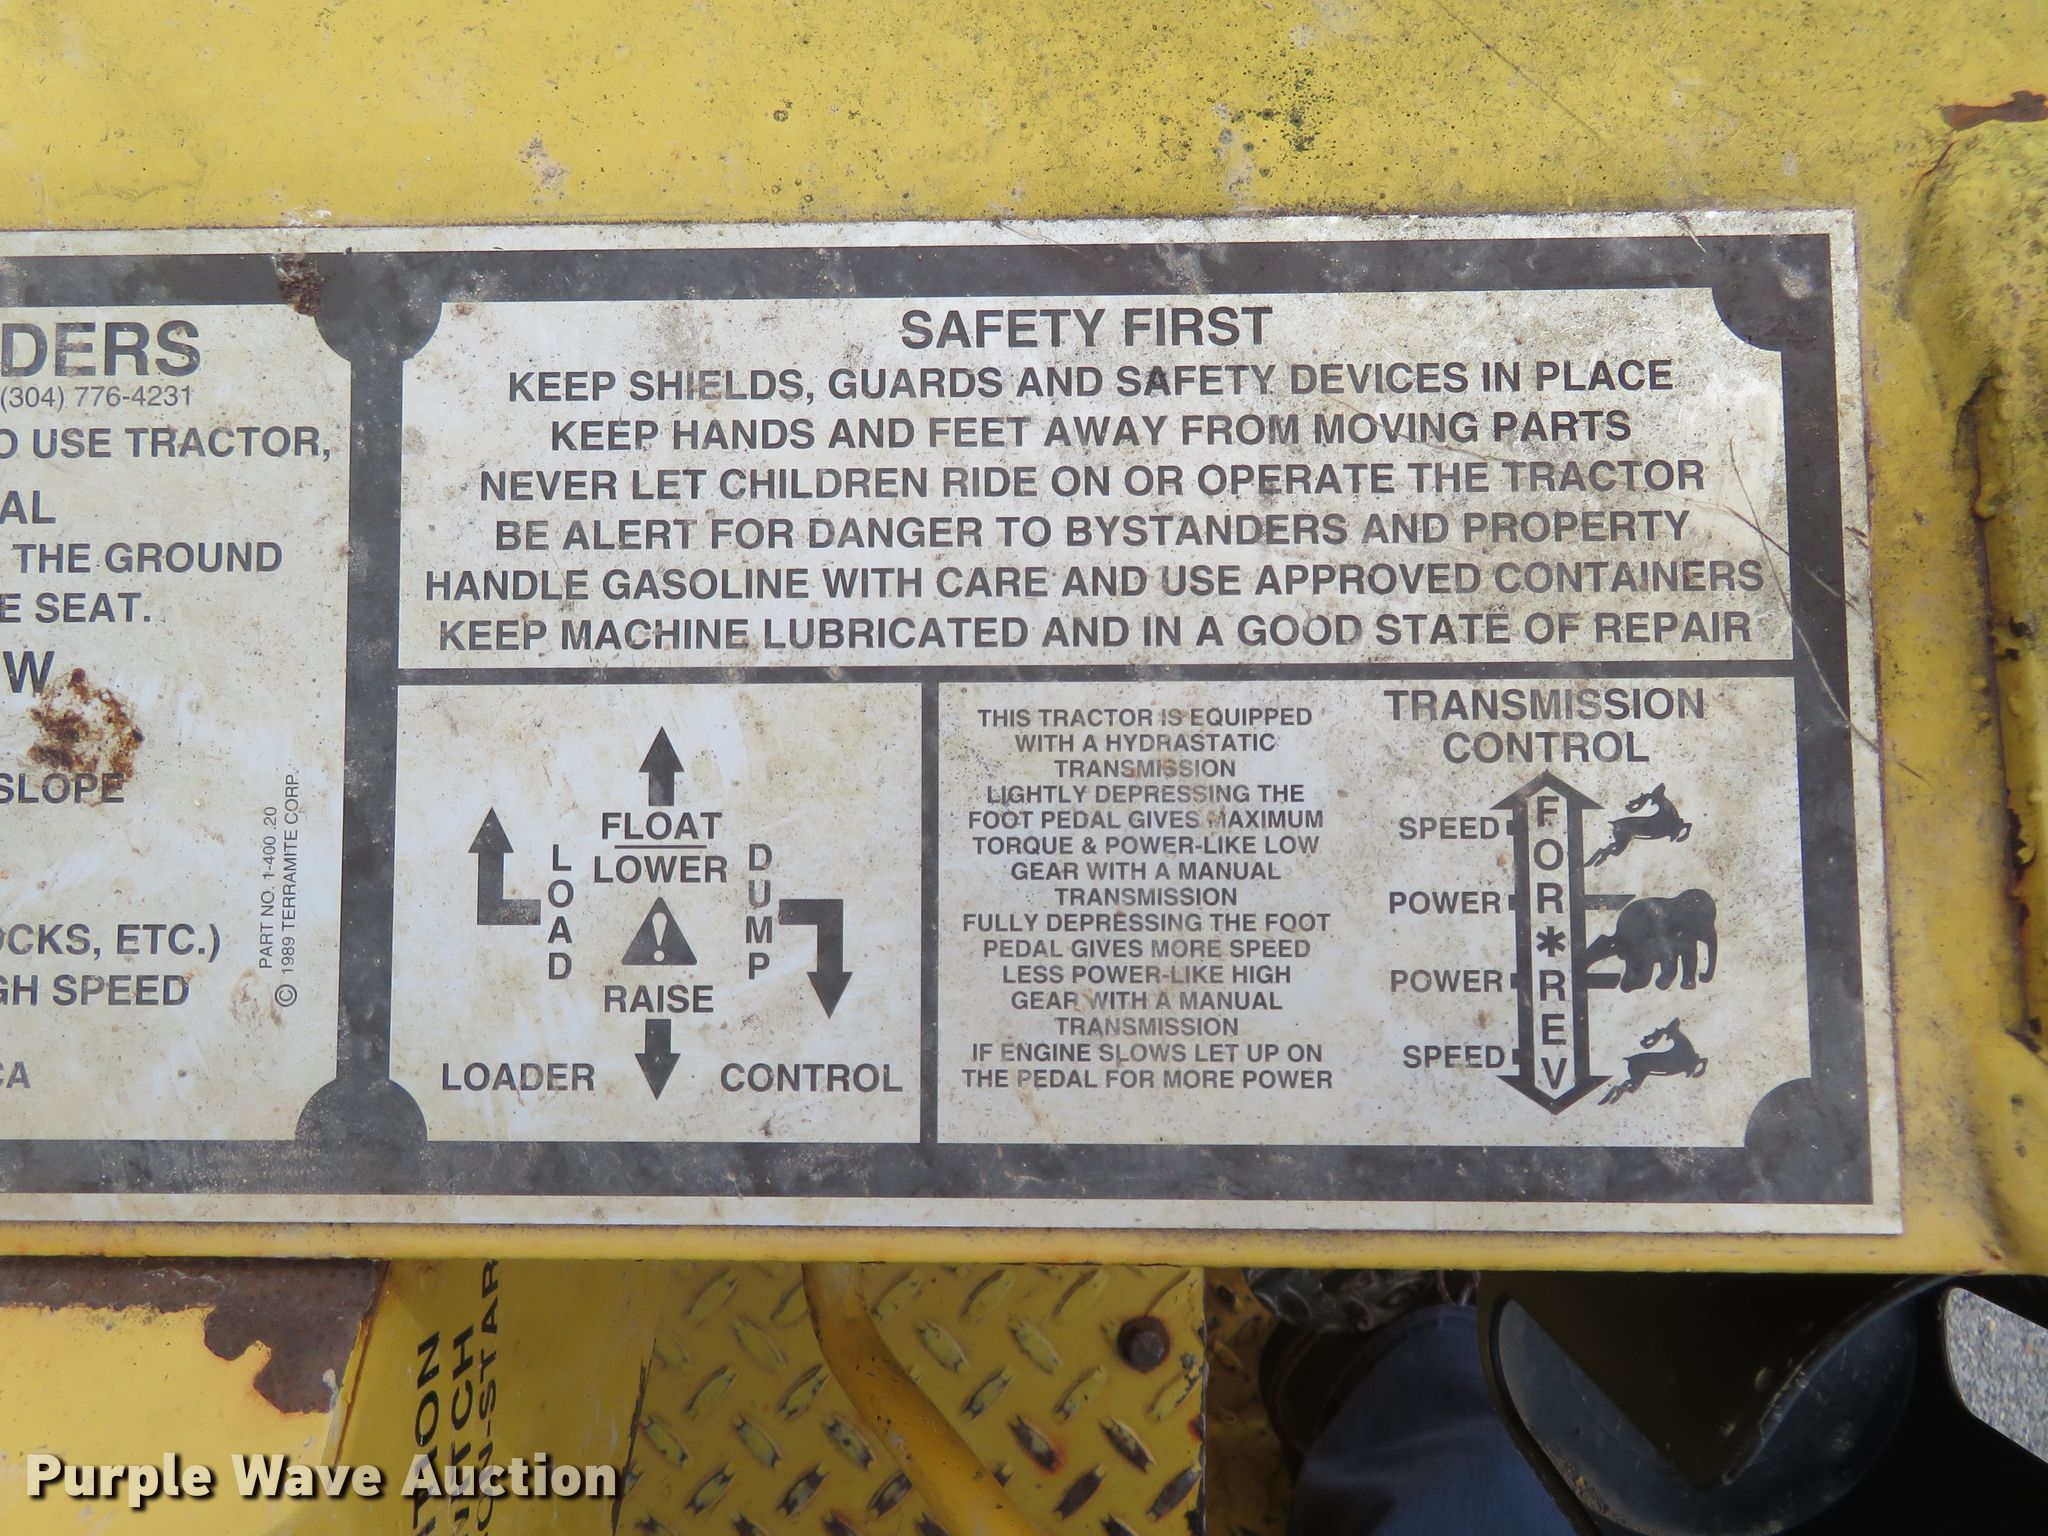 DERS
(304) 776-4231
O USE TRACTOR,
AL
THE GROUND
E SEAT.
W
SLOPE
OCKS, ETC.)
GH SPEED
CA
PART NO. 1-400 .20
© 1989 TERRAMITE CORP.
SAFETY FIRST
KEEP SHIELDS, GUARDS AND SAFETY DEVICES IN PLACE
KEEP HANDS AND FEET AWAY FROM MOVING PARTS
NEVER LET CHILDREN RIDE ON OR OPERATE THE TRACTOR
BE ALERT FOR DANGER TO BYSTANDERS AND PROPERTY
HANDLE GASOLINE WITH CARE AND USE APPROVED CONTAINERS
KEEP MACHINE LUBRICATED AND IN A GOOD STATE OF REPAIR
FLOAT
LOWER
LOAD
DUMP
!
RAISE
LOADER CONTROL
THIS TRACTOR IS EQUIPPED
WITH A HYDRASTATIC
TRANSMISSION
LIGHTLY DEPRESSING THE
FOOT PEDAL GIVES MAXIMUM
TORQUE & POWER-LIKE LOW
GEAR WITH A MANUAL
TRANSMISSION
FULLY DEPRESSING THE FOOT
PEDAL GIVES MORE SPEED
LESS POWER-LIKE HIGH
GEAR WITH A MANUAL
TRANSMISSION
IF ENGINE SLOWS LET UP ON
THE PEDAL FOR MORE POWER
TRANSMISSION
CONTROL
SPEED
POWER
POWER
SPEED
FOR*REV
Purple Wave Auction